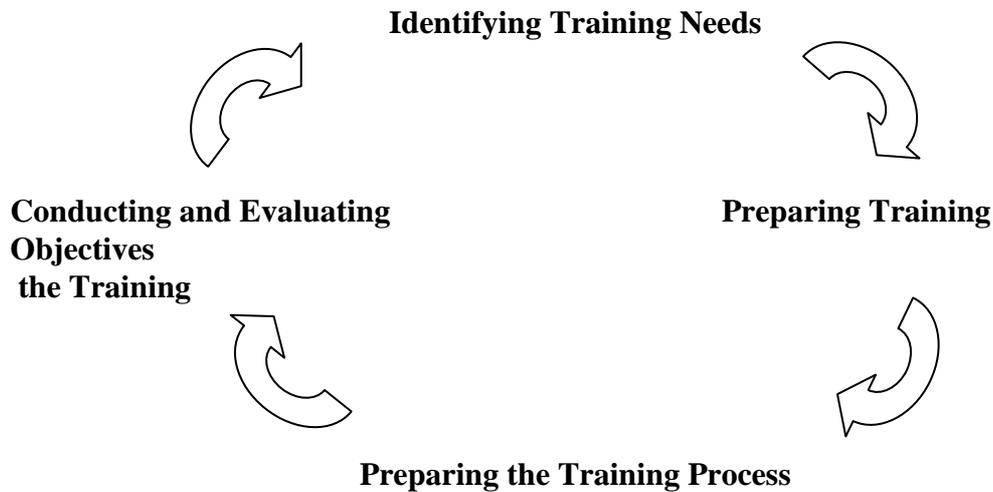 Identifying Training Needs
Conducting and Evaluating
Objectives
the Training
Preparing Training
Preparing the Training Process